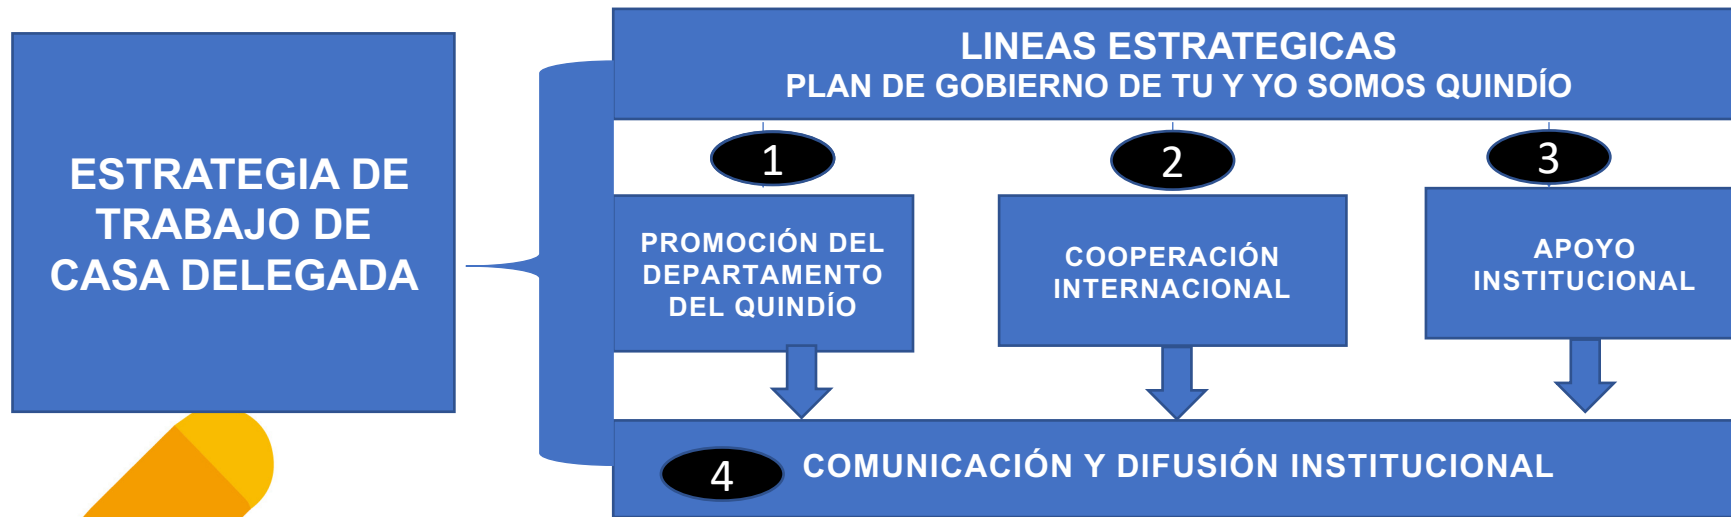 ESTRATEGIA DE
TRABAJO DE
CASA DELEGADA
LINEAS ESTRATEGICAS
PLAN DE GOBIERNO DE TU Y YO SOMOS QUINDÍO
1
PROMOCIÓN DEL
DEPARTAMENTO
DEL QUINDÍO
2
COOPERACIÓN
INTERNACIONAL
3
APOYO
INSTITUCIONAL
4
COMUNICACIÓN Y DIFUSIÓN INSTITUCIONAL